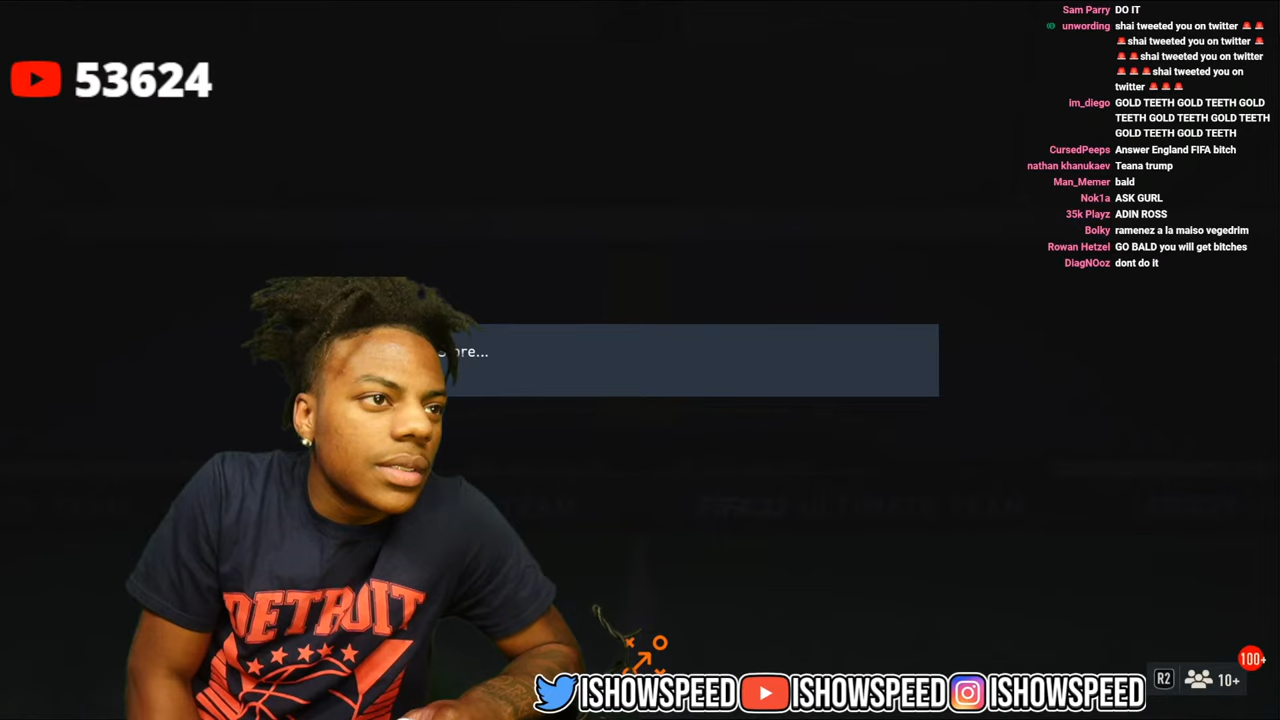 53624
Sam Parry DO IT
unwording shai tweeted you on twitter 🚨 🚨
🚨shai tweeted you on twitter 🚨
🚨 🚨shai tweeted you on twitter
🚨 🚨 🚨shai tweeted you on
twitter 🚨 🚨 🚨
im_diego GOLD TEETH GOLD TEETH GOLD
TEETH GOLD TEETH GOLD TEETH
GOLD TEETH GOLD TEETH
CursedPeeps Answer England FIFA bitch
nathan khanukaev Teana trump
Man_Memer bald
Nok1a ASK GURL
35k Playz ADIN ROSS
Bolky ramenez a la maiso vegedrim
Rowan Hetzel GO BALD you will get bitches
DiagNOoz dont do it
ore...
TEAM
ULTIMATE TEAM
DETROIT
100+
R2 10+
ISHOWSPEED ISHOWSPEED ISHOWSPEED